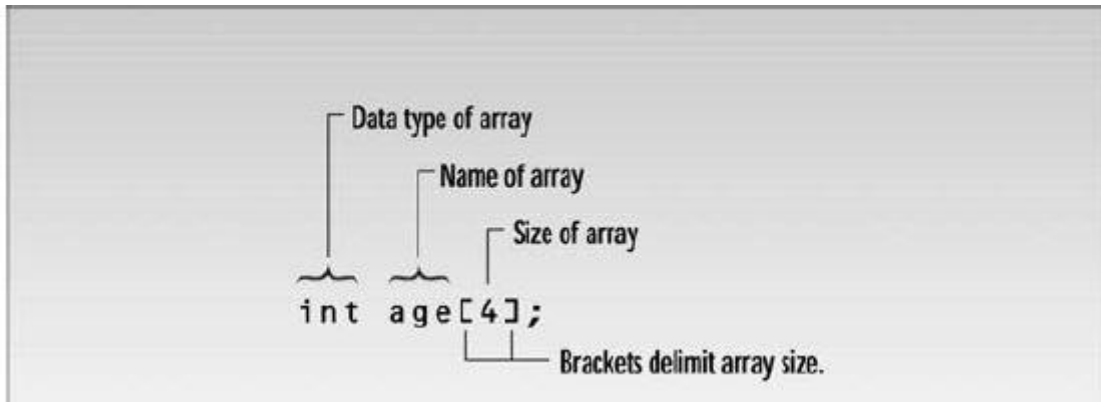 Data type of array
Name of array
Size of array
int age[4];
Brackets delimit array size.